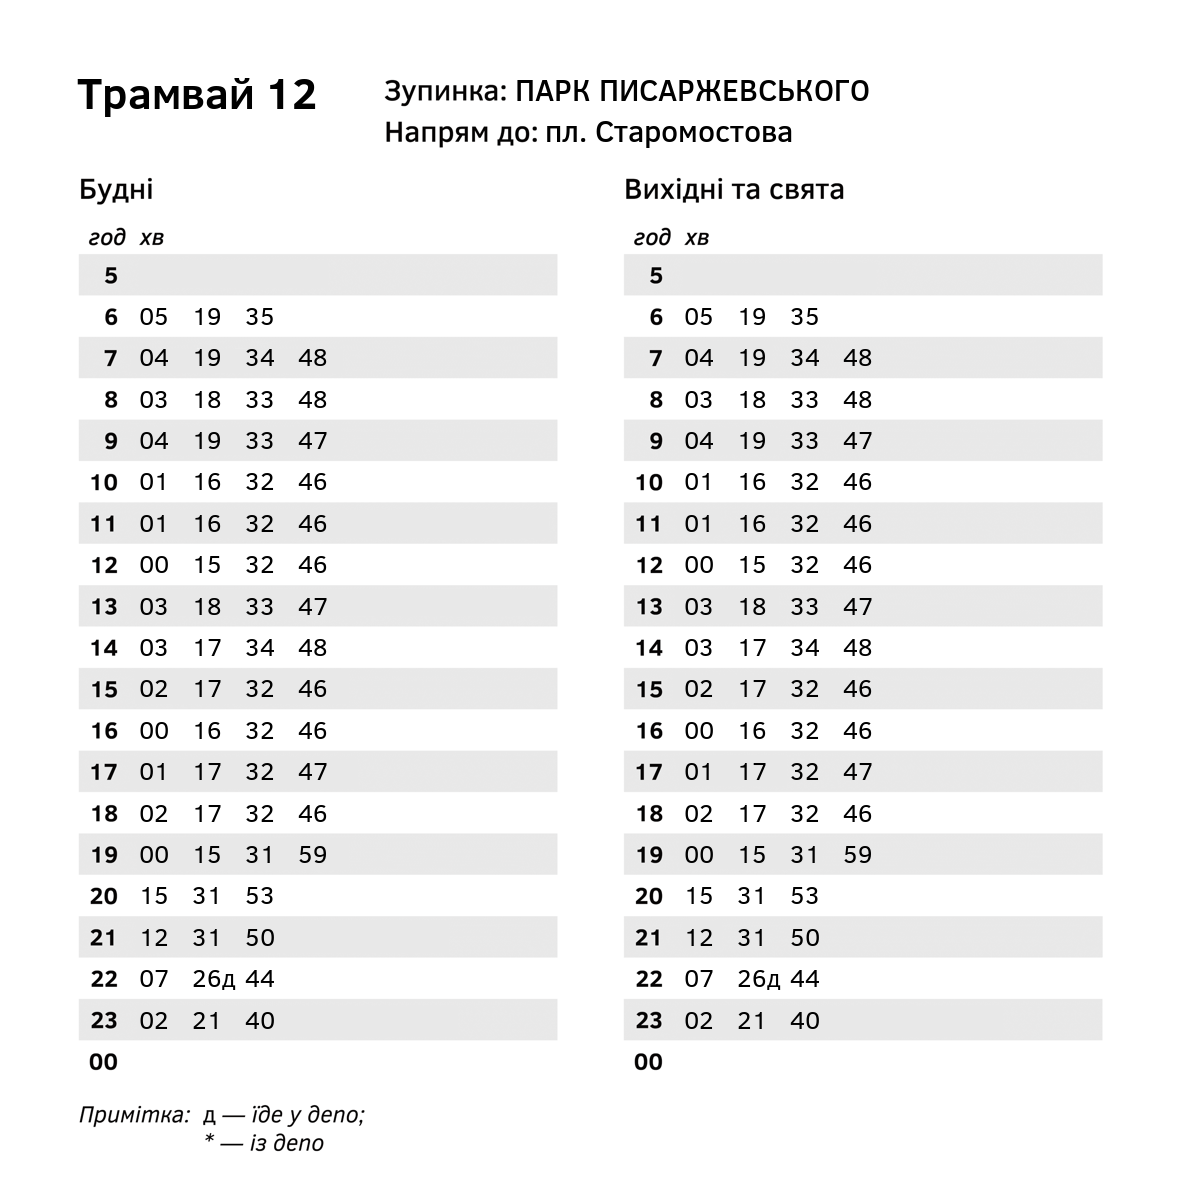 Трамвай 12
Зупинка: ПАРК ПИСАРЖЕВСЬКОГО
Напрям до: пл. Старомостова
Будні
год хв
5
6 05 19 35
7 04 19 34 48
8 03 18 33 48
9 04 19 33 47
10 01 16 32 46
11 01 16 32 46
12 00 15 32 46
13 03 18 33 47
14 03 17 34 48
15 02 17 32 46
16 00 16 32 46
17 01 17 32 47
18 02 17 32 46
19 00 15 31 59
20 15 31 53
21 12 31 50
22 07 26д 44
23 02 21 40
00
Вихідні та свята
год хв
5
6 05 19 35
7 04 19 34 48
8 03 18 33 48
9 04 19 33 47
10 01 16 32 46
11 01 16 32 46
12 00 15 32 46
13 03 18 33 47
14 03 17 34 48
15 02 17 32 46
16 00 16 32 46
17 01 17 32 47
18 02 17 32 46
19 00 15 31 59
20 15 31 53
21 12 31 50
22 07 26д 44
23 02 21 40
00
Примітка: д — їде у депо;
* — із депо